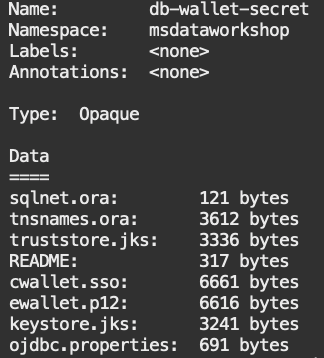 Name:         db-wallet-secret
Namespace:    msdataworkshop
Labels:       <none>
Annotations:  <none>

Type:  Opaque

Data
====
sqlnet.ora:        121 bytes
tnsnames.ora:      3612 bytes
truststore.jks:    3336 bytes
README:            317 bytes
cwallet.sso:       6661 bytes
ewallet.p12:       6616 bytes
keystore.jks:      3241 bytes
ojdbc.properties:  691 bytes